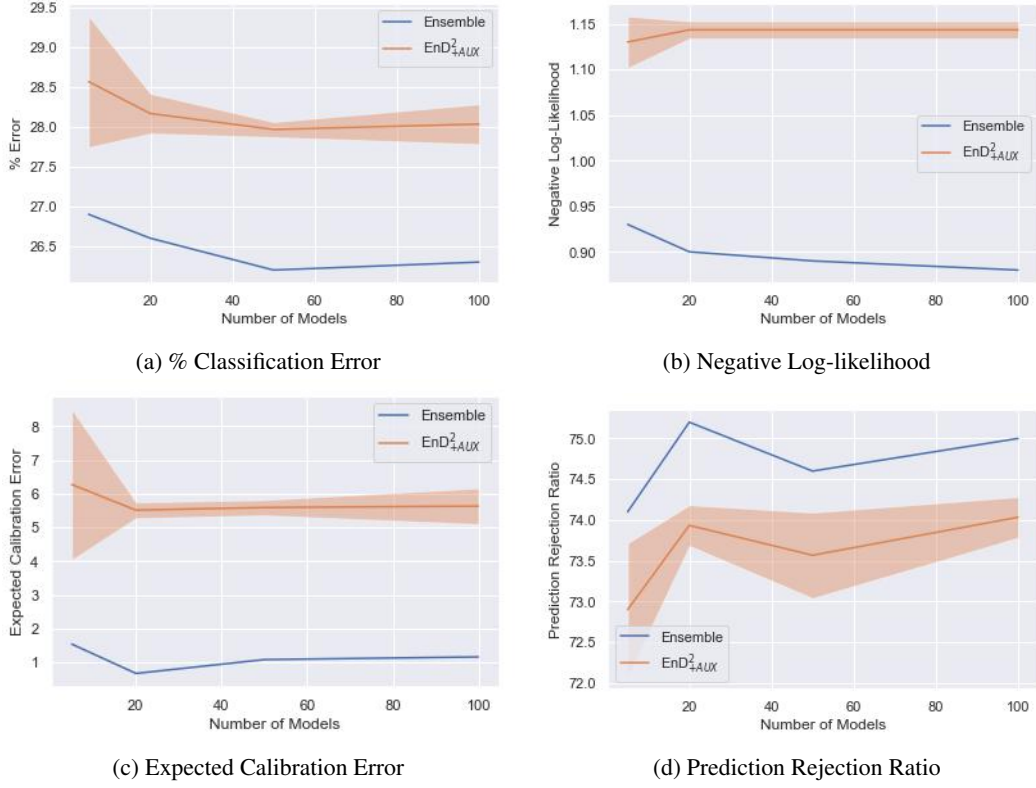 29.5
29.0
28.5
28.0
27.5
27.0
26.5
% Error
20 40 60 80 100
Number of Models
Ensemble
EnD²₊AUX
(a) % Classification Error
1.15
1.10
1.05
1.00
0.95
0.90
Negative Log-Likelihood
20 40 60 80 100
Number of Models
Ensemble
EnD²₊AUX
(b) Negative Log-likelihood
8
7
6
5
4
3
2
1
Expected Calibration Error
20 40 60 80 100
Number of Models
Ensemble
EnD²₊AUX
(c) Expected Calibration Error
75.0
74.5
74.0
73.5
73.0
72.5
72.0
Prediction Rejection Ratio
20 40 60 80 100
Number of Models
Ensemble
EnD²₊AUX
(d) Prediction Rejection Ratio